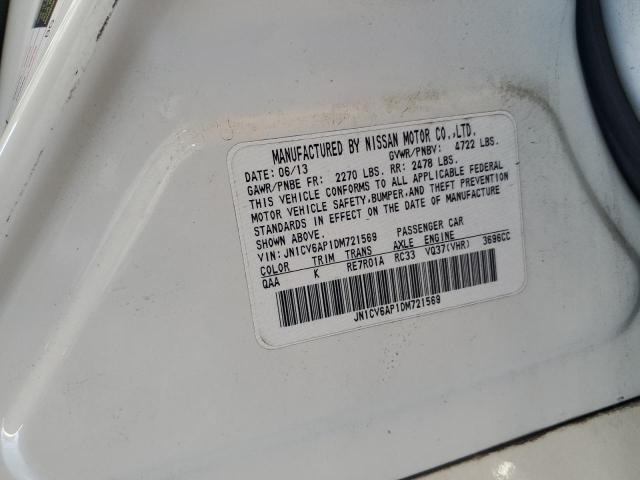 MANUFACTURED BY NISSAN MOTOR CO.,LTD.
DATE: 06/13 GVWR/PNBV: 4722 LBS.
GAWR/PNBE FR: 2270 LBS. RR: 2478 LBS.
THIS VEHICLE CONFORMS TO ALL APPLICABLE FEDERAL
MOTOR VEHICLE SAFETY,BUMPER,AND THEFT PREVENTION
STANDARDS IN EFFECT ON THE DATE OF MANUFACTURE
SHOWN ABOVE.
VIN: JN1CV6AP1DM721569 PASSENGER CAR
COLOR TRIM TRANS AXLE ENGINE
QAA K RE7R01A RC33 VQ37(VHR) 3696CC
JN1CV6AP1DM721569